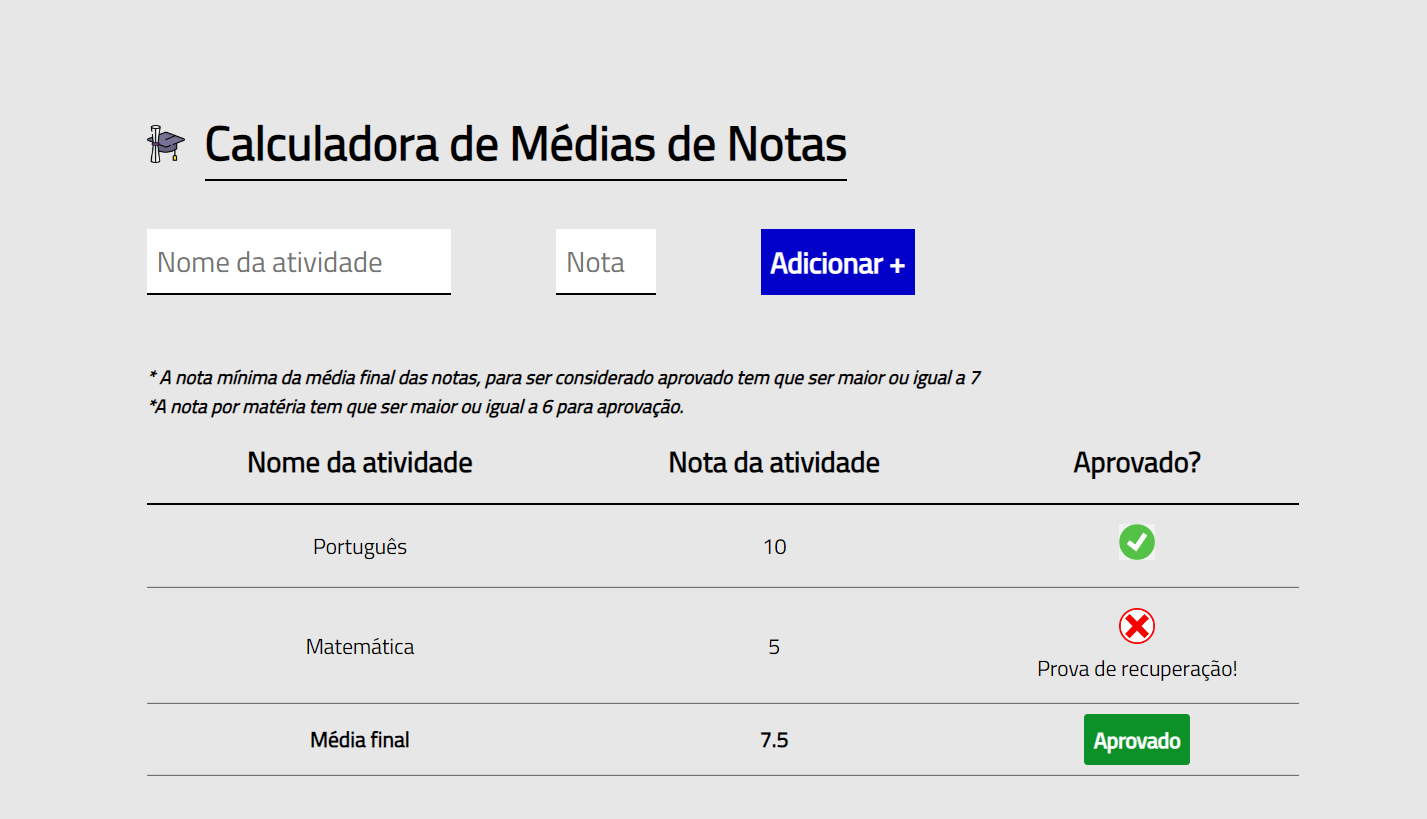 Calculadora de Médias de Notas
Nome da atividade Nota Adicionar +
* A nota mínima da média final das notas, para ser considerado aprovado tem que ser maior ou igual a 7
*A nota por matéria tem que ser maior ou igual a 6 para aprovação.
Nome da atividade Nota da atividade Aprovado?
Português 10
Matemática 5 Prova de recuperação!
Média final 7.5 Aprovado